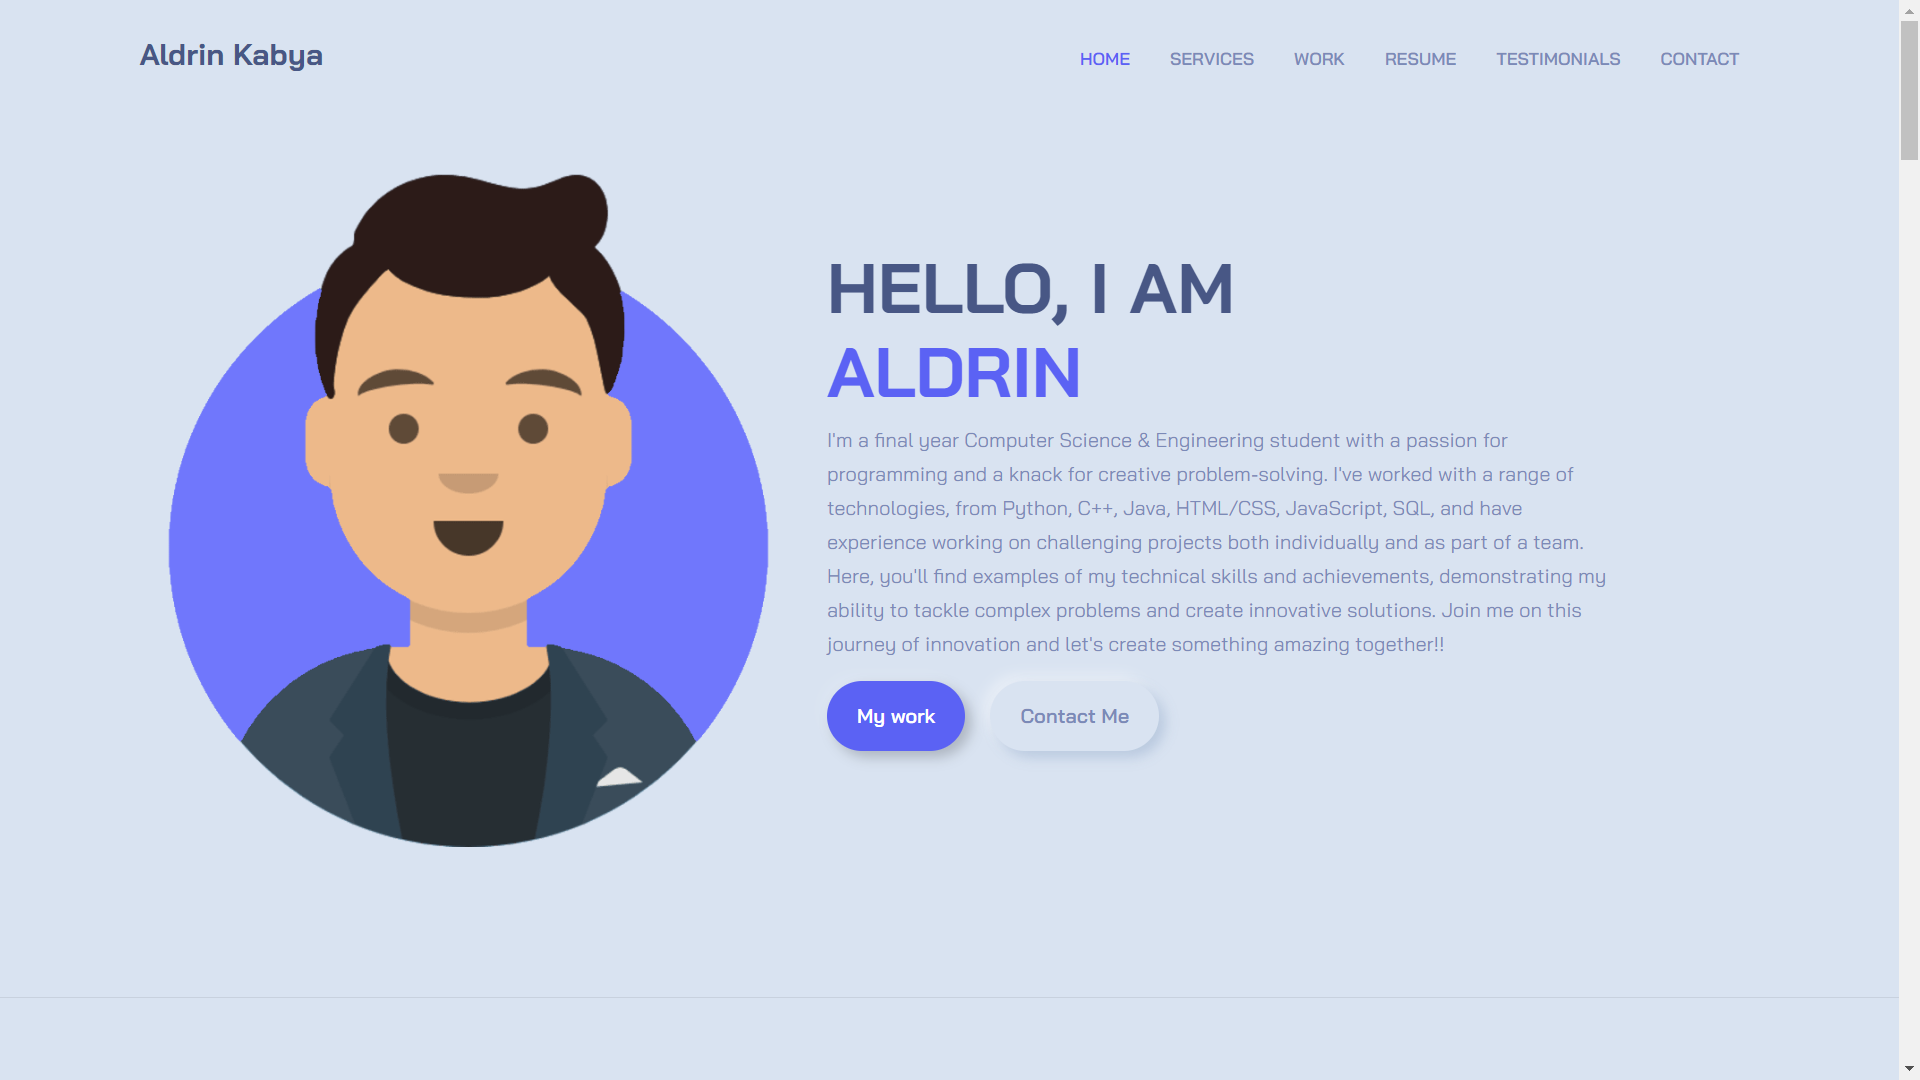 Aldrin Kabya
HOME SERVICES WORK RESUME TESTIMONIALS CONTACT
HELLO, I AM
ALDRIN
I'm a final year Computer Science & Engineering student with a passion for
programming and a knack for creative problem-solving. I've worked with a range of
technologies, from Python, C++, Java, HTML/CSS, JavaScript, SQL, and have
experience working on challenging projects both individually and as part of a team.
Here, you'll find examples of my technical skills and achievements, demonstrating my
ability to tackle complex problems and create innovative solutions. Join me on this
journey of innovation and let's create something amazing together!!
My work
Contact Me